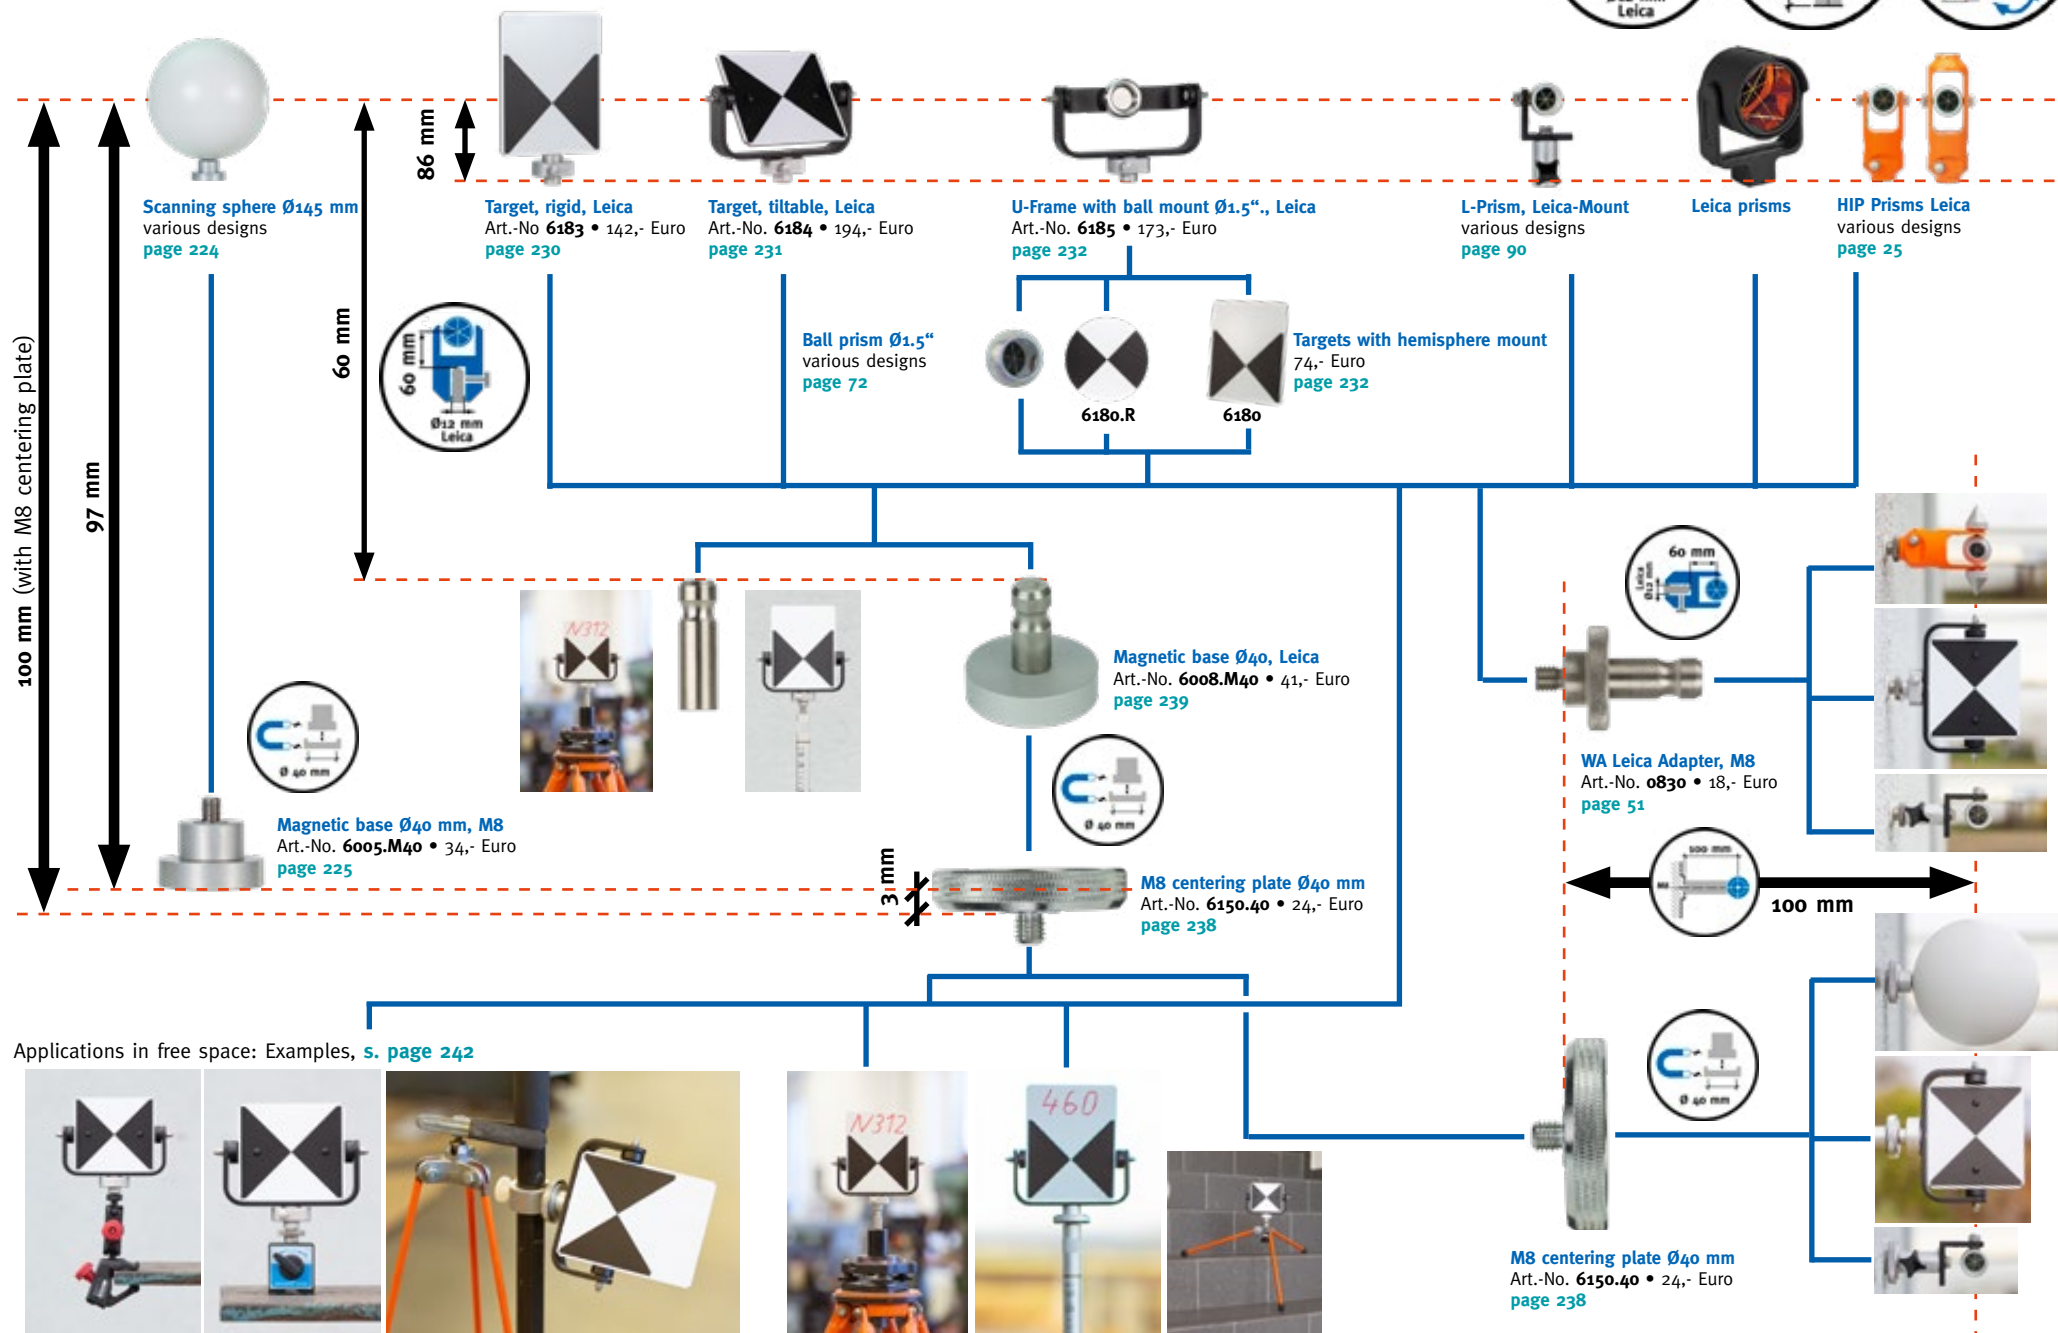 Ø12 mm
Leica
86 mm
Scanning sphere Ø145 mm
various designs
page 224
Target, rigid, Leica
Art.-No 6183 • 142,- Euro
page 230
Target, tiltable, Leica
Art.-No. 6184 • 194,- Euro
page 231
U-Frame with ball mount Ø1.5“., Leica
Art.-No. 6185 • 173,- Euro
page 232
L-Prism, Leica-Mount
various designs
page 90
Leica prisms
HIP Prisms Leica
various designs
page 25
100 mm (with M8 centering plate)
97 mm
60 mm
60 mm
Ø12 mm
Leica
Ball prism Ø1.5“
various designs
page 72
6180.R
6180
Targets with hemisphere mount
74,- Euro
page 232
N312
Magnetic base Ø40, Leica
Art.-No. 6008.M40 • 41,- Euro
page 239
60 mm
Leica
Ø12 mm
WA Leica Adapter, M8
Art.-No. 0830 • 18,- Euro
page 51
Ø 40 mm
Magnetic base Ø40 mm, M8
Art.-No. 6005.M40 • 34,- Euro
page 225
Ø 40 mm
3 mm
M8 centering plate Ø40 mm
Art.-No. 6150.40 • 24,- Euro
page 238
100 mm
M8
100 mm
Applications in free space: Examples, s. page 242
N312
460
Ø 40 mm
M8 centering plate Ø40 mm
Art.-No. 6150.40 • 24,- Euro
page 238